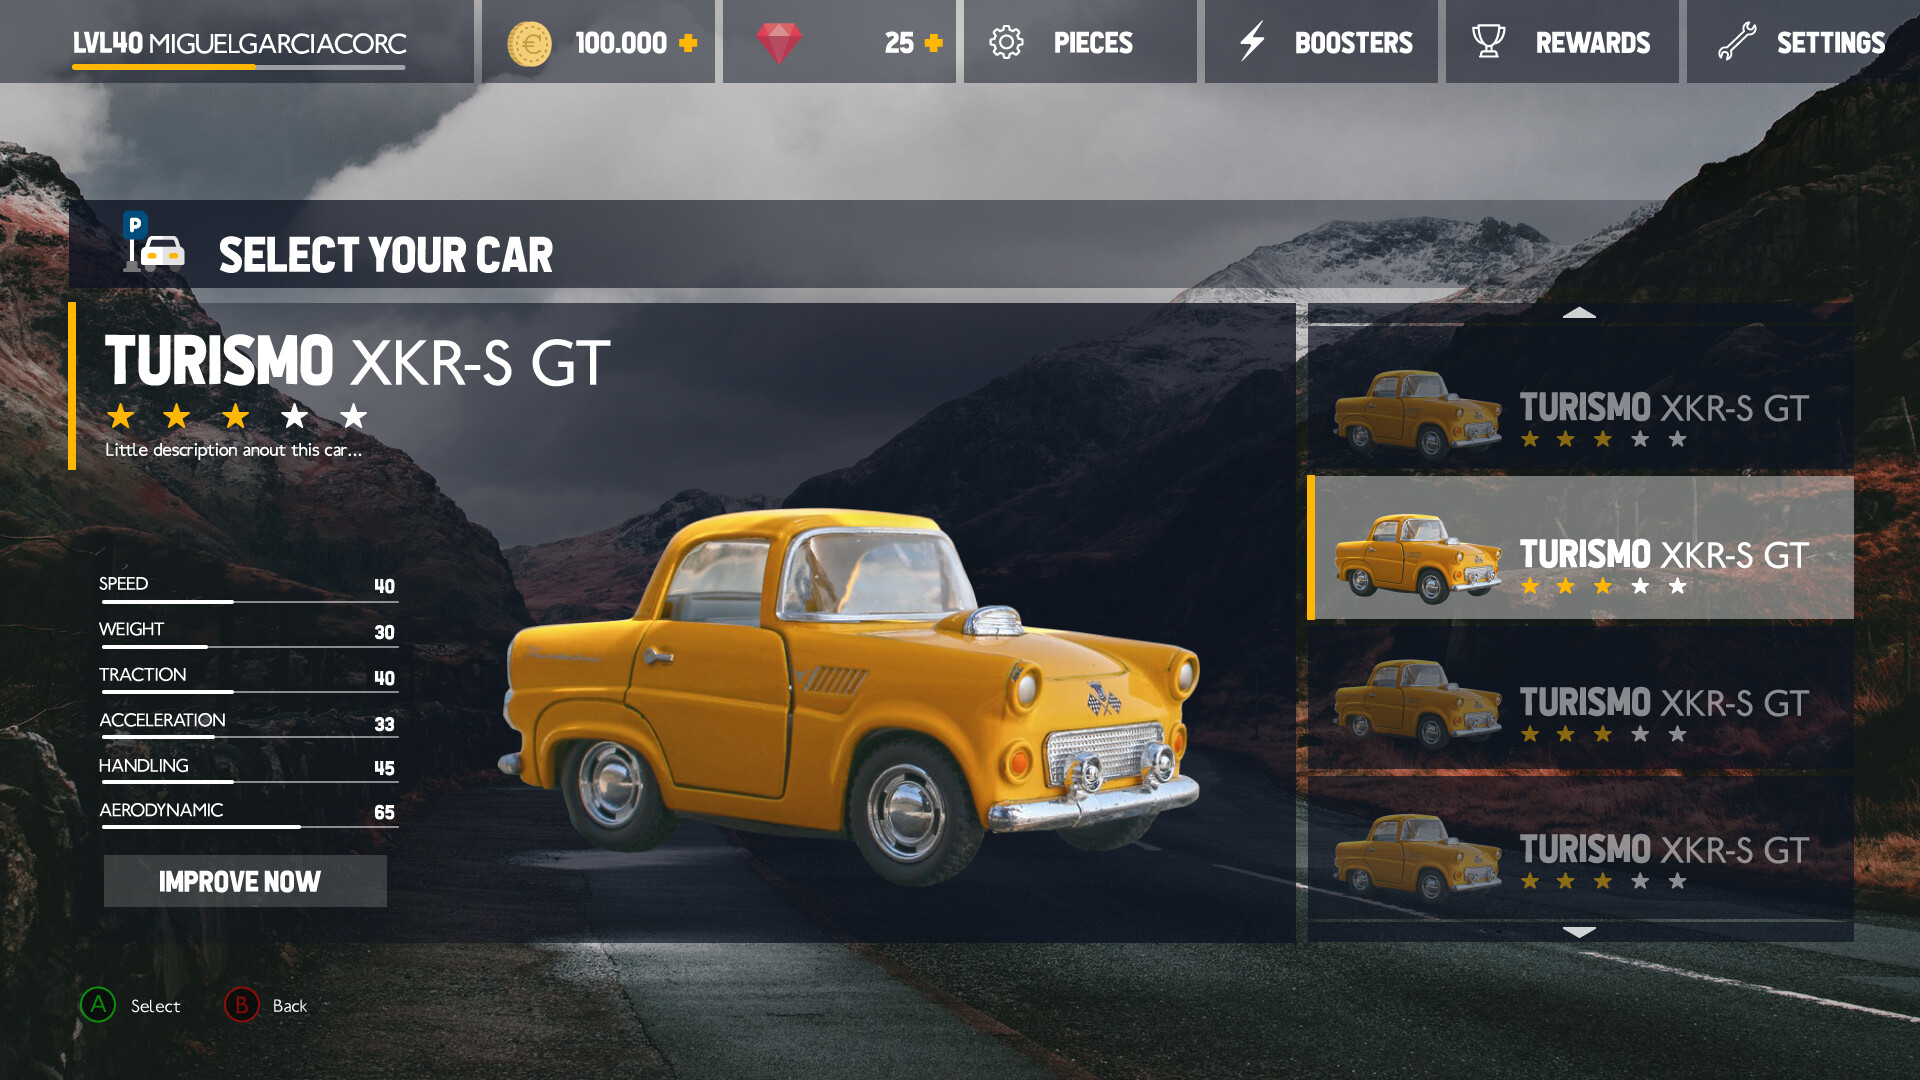 LVL40 MIGUELGARCIACORC
100.000
25
PIECES
BOOSTERS
REWARDS
SETTINGS
P
SELECT YOUR CAR
TURISMO XKR-S GT
Little description anout this car...
SPEED 40
WEIGHT 30
TRACTION 40
ACCELERATION 33
HANDLING 45
AERODYNAMIC 65
IMPROVE NOW
TURISMO XKR-S GT
TURISMO XKR-S GT
TURISMO XKR-S GT
TURISMO XKR-S GT
A Select
B Back